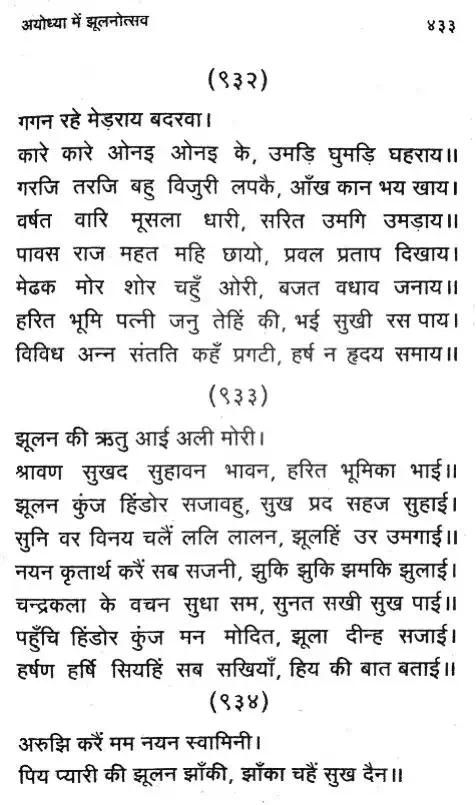 अयोध्या में झूलनोत्सव ४३३
(९३२)
गगन रहे मेड़राय बदरवा।
कारे कारे ओनइ ओनइ के, उमड़ि घुमड़ि घहराय॥
गरजि तरजि बहु विजुरी लपकै, आँख कान भय खाय।
वर्षत वारि मूसला धारी, सरित उमगि उमड़ाय॥
पावस राज महत महि छायो, प्रवल प्रताप दिखाय।
मेढक मोर शोर चहुँ ओरी, बजत वधाव जनाय॥
हरित भूमि पत्नी जनु तेहिं की, भई सुखी रस पाय।
विविध अन्न संतति कहँ प्रगटी, हर्ष न हृदय समाय॥
(९३३)
झूलन की ऋतु आई अली मोरी।
श्रावण सुखद सुहावन भावन, हरित भूमिका भाई॥
झूलन कुंज हिंडोर सजावहु, सुख प्रद सहज सुहाई।
सुनि वर विनय चलैं ललि लालन, झूलहिं उर उमगाई॥
नयन कृतार्थ करैं सब सजनी, झुकि झुकि झमकि झुलाई।
चन्द्रकला के वचन सुधा सम, सुनत सखी सुख पाई॥
पहुँचि हिंडोर कुंज मन मोदित, झूला दीन्ह सजाई।
हर्षण हर्षि सियहिं सब सखियाँ, हिय की बात बताई॥
(९३४)
अरुझि करैं मम नयन स्वामिनी।
पिय प्यारी की झूलन झाँकी, झाँका चहैं सुख दैन॥